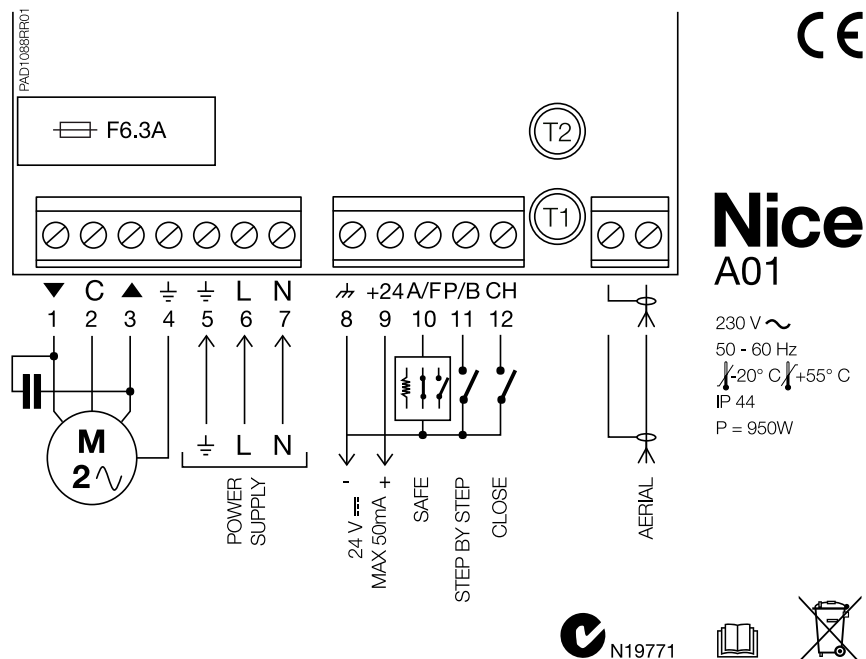 PAD1088RR01
CE
F6.3A
T2
T1
Nice
A01
230 V ~
50 - 60 Hz
-20° C +55° C
IP 44
P = 950W
▼ C ▲ ⏚ ⏚ L N +24 A/F P/B CH
1 2 3 4 5 6 7 8 9 10 11 12
M
2 ~
⏚ L N
POWER
SUPPLY
24 V ⎓ - +
MAX 50mA
SAFE
STEP BY STEP
CLOSE
AERIAL
N19771